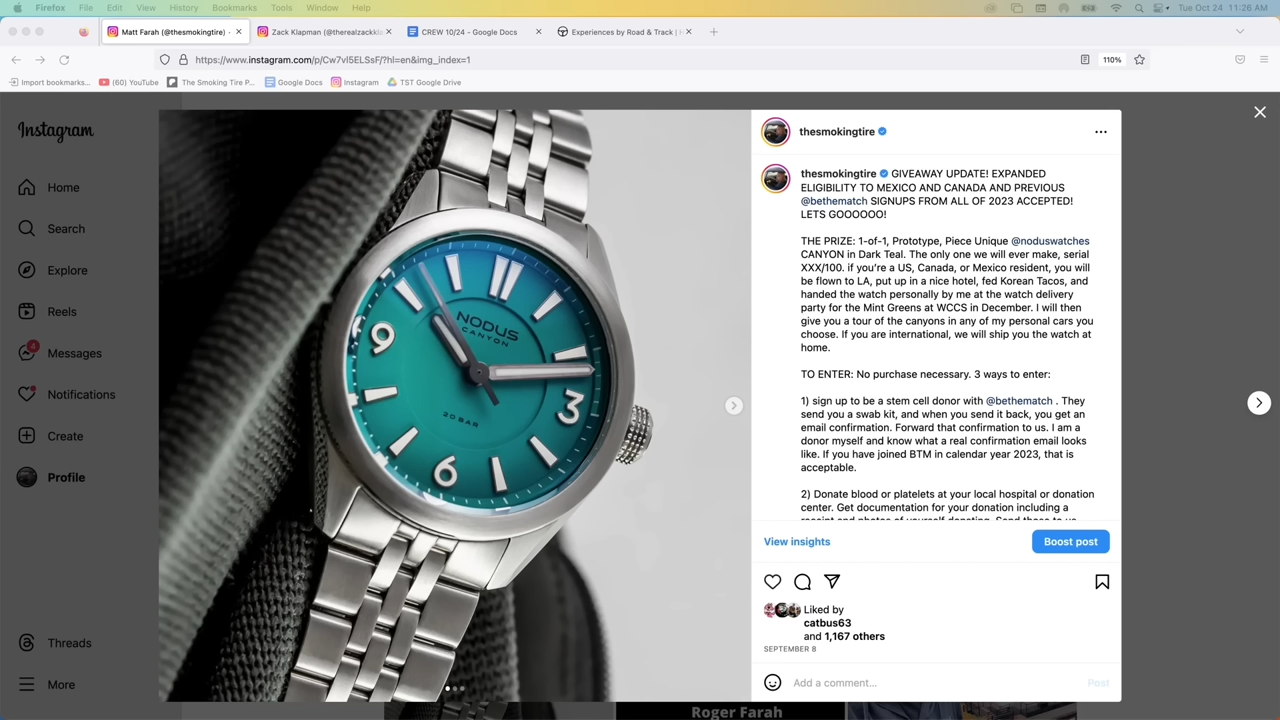 Firefox File Edit View History Bookmarks Tools Window Help
Tue Oct 24 11:26 AM
Matt Farah (@thesmokingtire) ·
Zack Klapman (@therealzackkl
CREW 10/24 - Google Docs
Experiences by Road & Track |
https://www.instagram.com/p/Cw7vI5ELSsF/?hl=en&img_index=1
110%
Import bookmarks...
(60) YouTube
The Smoking Tire P...
Google Docs
Instagram
TST Google Drive
Instagram
Home
Search
Explore
Reels
4
Messages
Notifications
Create
Profile
Threads
More
NODUS
CANYON
9
3
6
20 BAR
thesmokingtire
thesmokingtire GIVEAWAY UPDATE! EXPANDED
ELIGIBILITY TO MEXICO AND CANADA AND PREVIOUS
@bethematch SIGNUPS FROM ALL OF 2023 ACCEPTED!
LETS GOOOOOO!
THE PRIZE: 1-of-1, Prototype, Piece Unique @noduswatches
CANYON in Dark Teal. The only one we will ever make, serial
XXX/100. if you're a US, Canada, or Mexico resident, you will
be flown to LA, put up in a nice hotel, fed Korean Tacos, and
handed the watch personally by me at the watch delivery
party for the Mint Greens at WCCS in December. I will then
give you a tour of the canyons in any of my personal cars you
choose. If you are international, we will ship you the watch at
home.
TO ENTER: No purchase necessary. 3 ways to enter:
1) sign up to be a stem cell donor with @bethematch . They
send you a swab kit, and when you send it back, you get an
email confirmation. Forward that confirmation to us. I am a
donor myself and know what a real confirmation email looks
like. If you have joined BTM in calendar year 2023, that is
acceptable.
2) Donate blood or platelets at your local hospital or donation
center. Get documentation for your donation including a
receipt and photos of yourself donating. Send these to us
View insights
Boost post
Liked by
catbus63
and 1,167 others
SEPTEMBER 8
Add a comment...
Post
Roger Farah